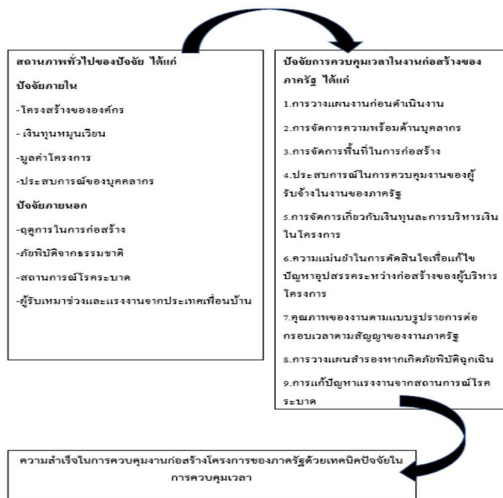 สถานภาพทั่วไปของปัจจัย ได้แก่
ปัจจัยภายใน
-โครงสร้างขององค์กร
- เงินทุนหมุนเวียน
-มูลค่าโครงการ
-ประสบการณ์ของบุคคลากร
ปัจจัยภายนอก
-ฤดูการในการก่อสร้าง
-ภัยพิบัติจากธรรมชาติ
-สถานการณ์โรคระบาด
-ผู้รับเหมาช่วงและแรงงานจากประเทศเพื่อนบ้าน
ปัจจัยการควบคุมเวลาในงานก่อสร้างของ
ภาครัฐ ได้แก่
1.การวางแผนงานก่อนดำเนินงาน
2.การจัดการความพร้อมด้านบุคลากร
3.การจัดการพื้นที่ในการก่อสร้าง
4.ประสบการณ์ในการควบคุมงานของผู้
รับจ้างในงานของภาครัฐ
5.การจัดการเกี่ยวกับเงินทุนและการบริหารเงิน
ในโครงการ
6.ความแม่นยำในการตัดสินใจเพื่อแก้ไข
ปัญหาอุปสรรคระหว่างก่อสร้างของผู้บริหาร
โครงการ
7.คุณภาพของงานตามแบบรูปรายการต่อ
กรอบเวลาตามสัญญาของงานภาครัฐ
8.การวางแผนสำรองหากเกิดภัยพิบัติฉุกเฉิน
9.การแก้ปัญหาแรงงานจากสถานการณ์โรค
ระบาด
ความสำเร็จในการควบคุมงานก่อสร้างโครงการของภาครัฐด้วยเทคนิคปัจจัยใน
การควบคุมเวลา